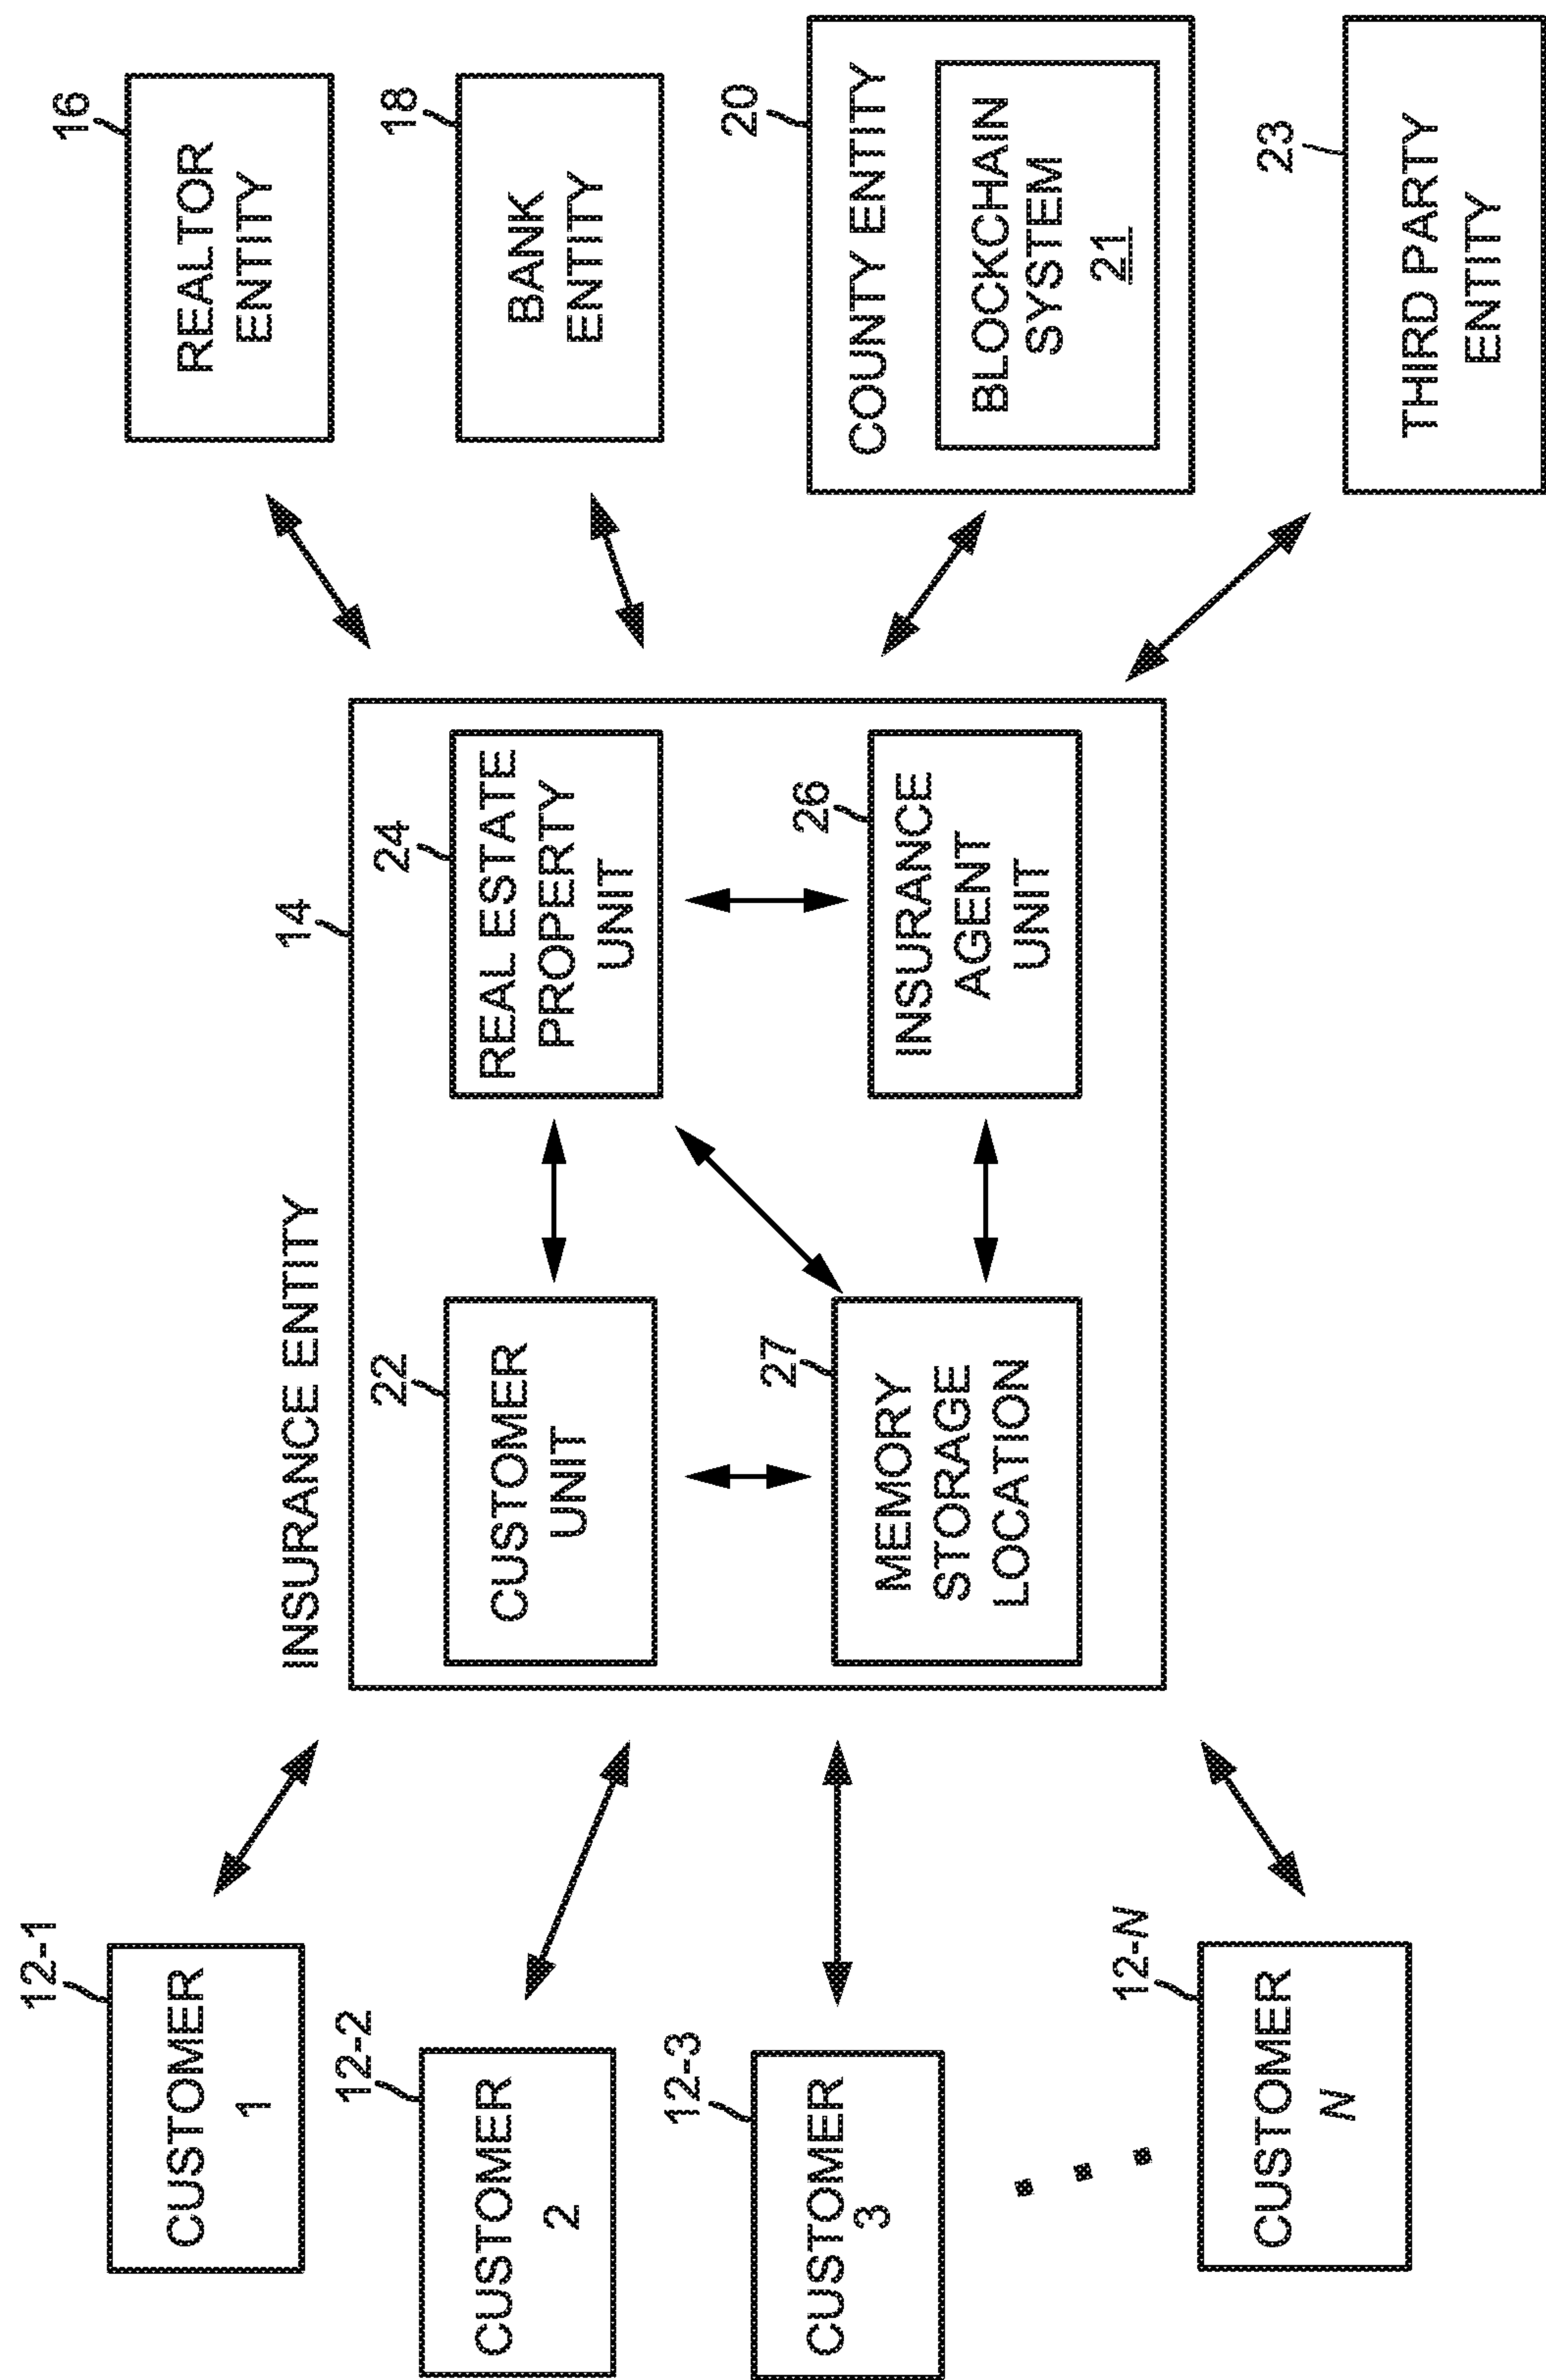 12-1
CUSTOMER
1
12-2
CUSTOMER
2
12-3
CUSTOMER
3
12-N
CUSTOMER
N
INSURANCE ENTITY
14
22
CUSTOMER
UNIT
24
REAL ESTATE
PROPERTY
UNIT
27
MEMORY
STORAGE
LOCATION
26
INSURANCE
AGENT
UNIT
16
REALTOR
ENTITY
18
BANK
ENTITY
20
COUNTY ENTITY
BLOCKCHAIN
SYSTEM
21
23
THIRD PARTY
ENTITY